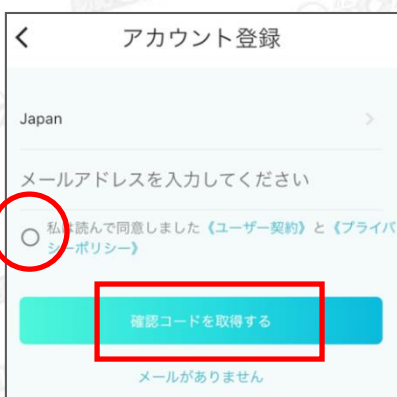 アカウント登録
Japan
メールアドレスを入力してください
私は読んで同意しました《ユーザー契約》と《プライバ
シーポリシー》
確認コードを取得する
メールがありません